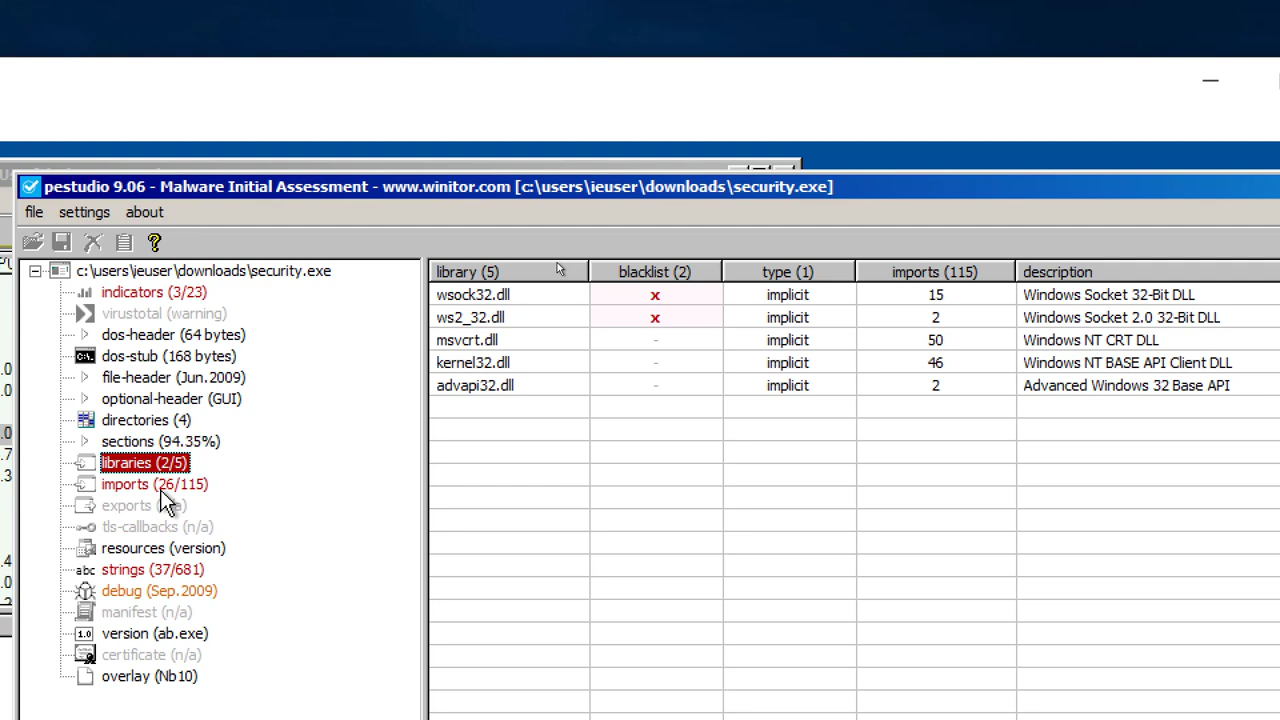 pestudio 9.06 - Malware Initial Assessment - www.winitor.com [c:\users\ieuser\downloads\security.exe]
file settings about
c:\users\ieuser\downloads\security.exe
indicators (3/23)
virustotal (warning)
dos-header (64 bytes)
dos-stub (168 bytes)
file-header (Jun.2009)
optional-header (GUI)
directories (4)
sections (94.35%)
libraries (2/5)
imports (26/115)
exports
tls-callbacks (n/a)
resources (version)
abc strings (37/681)
debug (Sep.2009)
manifest (n/a)
1.0 version (ab.exe)
certificate (n/a)
overlay (Nb10)
library (5) blacklist (2) type (1) imports (115) description
wsock32.dll x implicit 15 Windows Socket 32-Bit DLL
ws2_32.dll x implicit 2 Windows Socket 2.0 32-Bit DLL
msvcrt.dll - implicit 50 Windows NT CRT DLL
kernel32.dll - implicit 46 Windows NT BASE API Client DLL
advapi32.dll - implicit 2 Advanced Windows 32 Base API